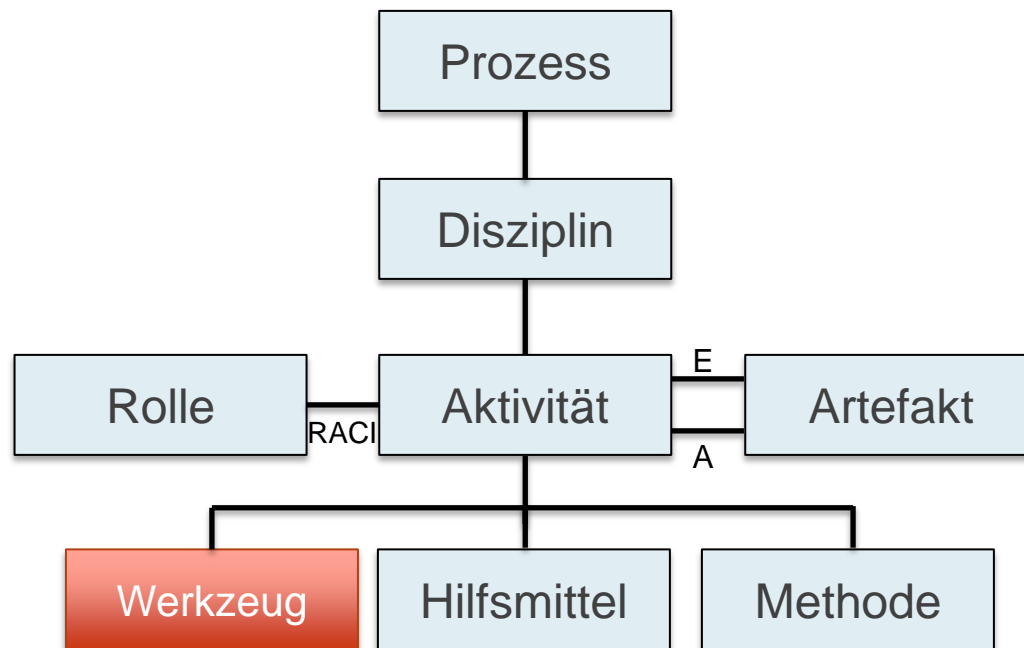 Prozess
Disziplin
Rolle
RACI
Aktivität
E
A
Artefakt
Werkzeug
Hilfsmittel
Methode